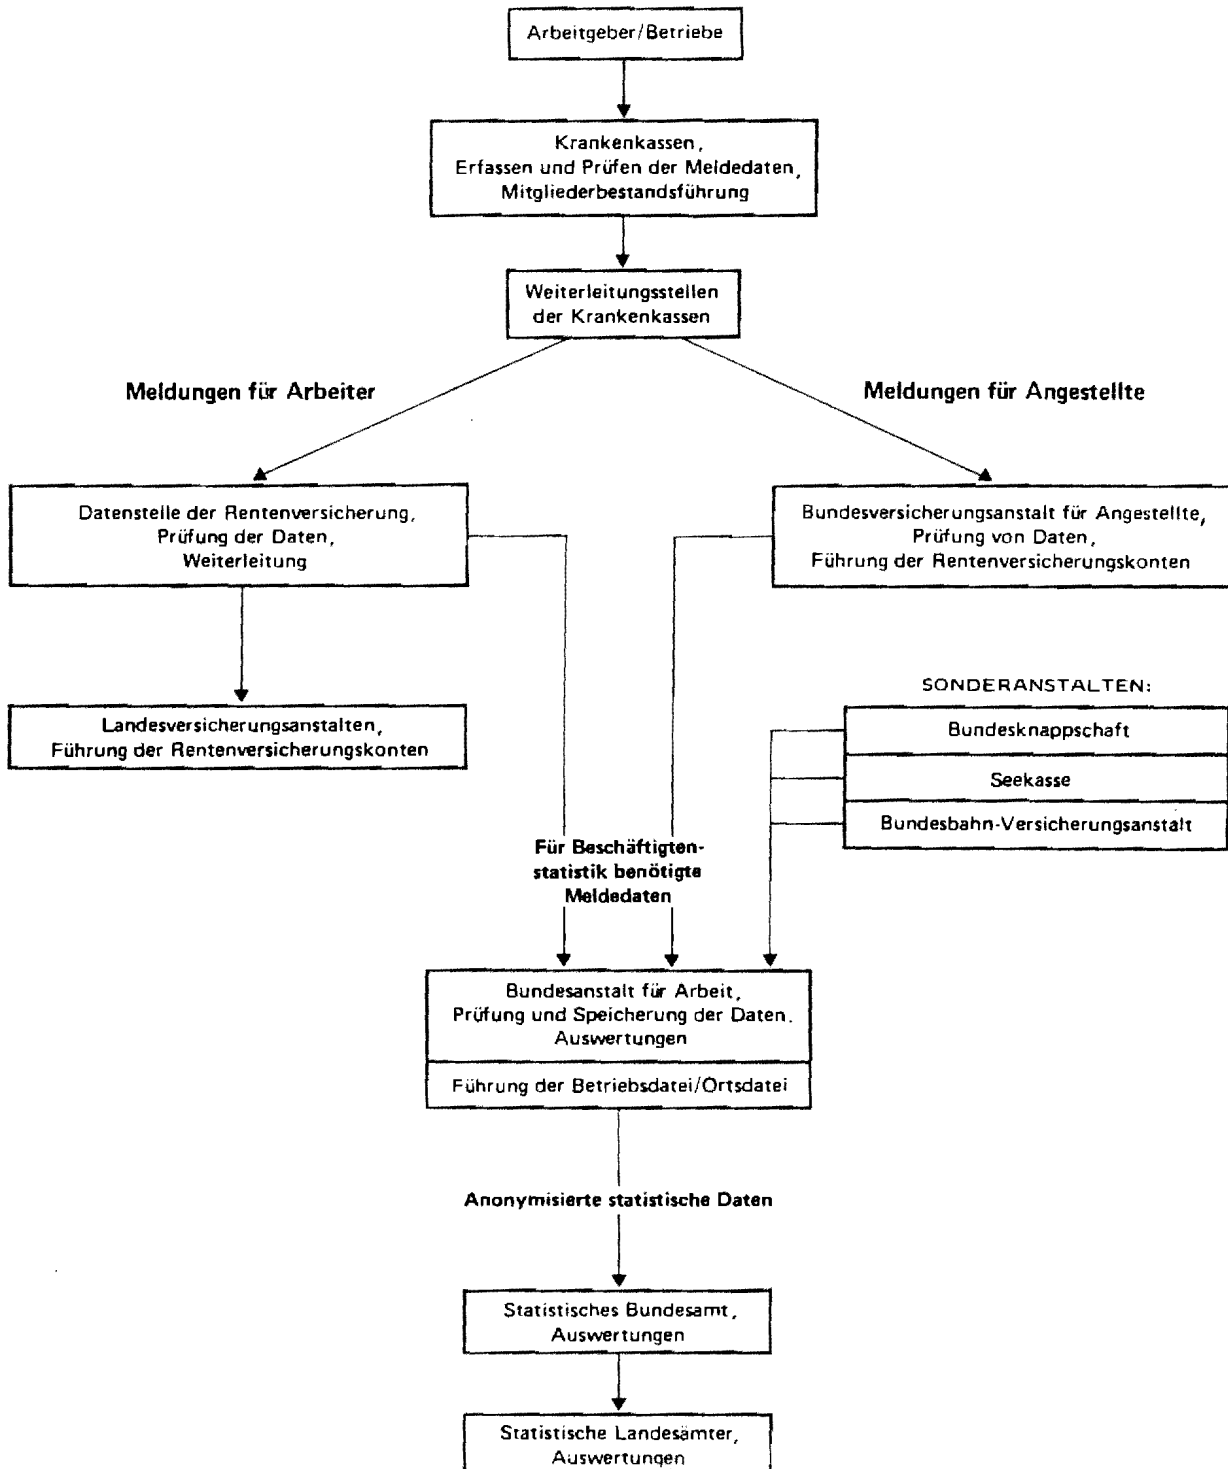 Arbeitgeber/Betriebe
Krankenkassen,
Erfassen und Prüfen der Meldedaten,
Mitgliederbestandsführung
Weiterleitungsstellen
der Krankenkassen
Meldungen für Arbeiter
Meldungen für Angestellte
Datenstelle der Rentenversicherung,
Prüfung der Daten,
Weiterleitung
Bundesversicherungsanstalt für Angestellte,
Prüfung von Daten,
Führung der Rentenversicherungskonten
Landesversicherungsanstalten,
Führung der Rentenversicherungskonten
SONDERANSTALTEN:
Bundesknappschaft
Seekasse
Bundesbahn-Versicherungsanstalt
Für Beschäftigten-
statistik benötigte
Meldedaten
Bundesanstalt für Arbeit,
Prüfung und Speicherung der Daten.
Auswertungen
Führung der Betriebsdatei/Ortsdatei
Anonymisierte statistische Daten
Statistisches Bundesamt,
Auswertungen
Statistische Landesämter,
Auswertungen